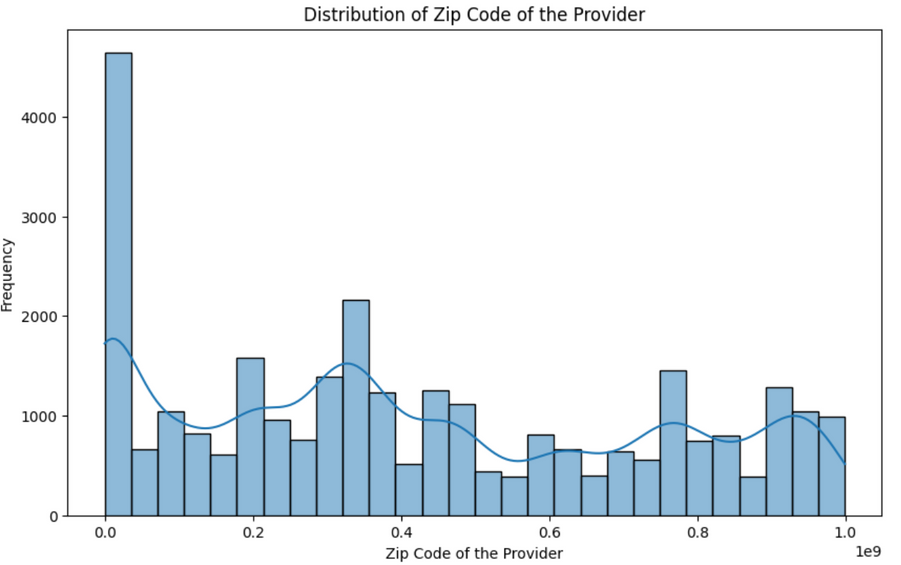 Distribution of Zip Code of the Provider
Frequency
4000
3000
2000
1000
0
0.0 0.2 0.4 0.6 0.8 1.0
1e9
Zip Code of the Provider